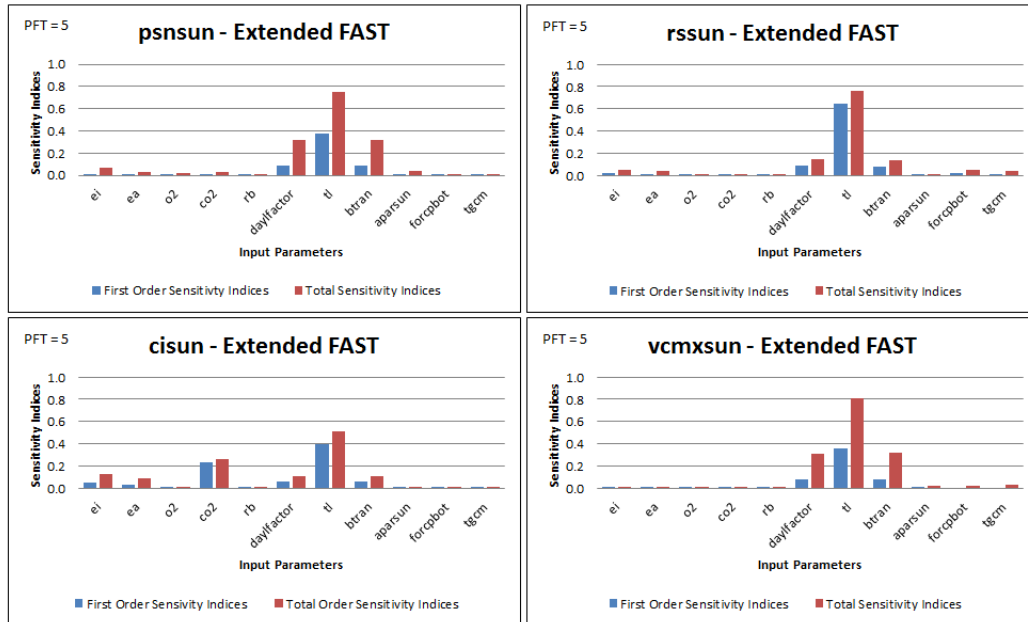 PFT = 5
psnsun - Extended FAST
Sensitivity Indices
1.0
0.8
0.6
0.4
0.2
0.0
ei
ea
o2
co2
rb
daylfactor
tl
btran
aparsun
forcpbot
tgcm
Input Parameters
First Order Sensitivty Indices
Total Sensitivity Indices
PFT = 5
rssun - Extended FAST
Sensitivity Indices
1.0
0.8
0.6
0.4
0.2
0.0
ei
ea
o2
co2
rb
daylfactor
tl
btran
aparsun
forcpbot
tgcm
Input Parameters
First Order Sensitivity Indices
Total Sensitivity Indices
PFT = 5
cisun - Extended FAST
Sensitivity Indices
1.0
0.8
0.6
0.4
0.2
0.0
ei
ea
o2
co2
rb
daylfactor
tl
btran
aparsun
forcpbot
tgcm
Input Parameters
First Order Sensivity Indices
Total Order Sensitivity Indices
PFT = 5
vcmxsun - Extended FAST
Sensitivity Indices
1.0
0.8
0.6
0.4
0.2
0.0
ei
ea
o2
co2
rb
daylfactor
tl
btran
aparsun
forcpbot
tgcm
Input Parameters
First Order Sensitivity Indices
Total Sensitivity Indices